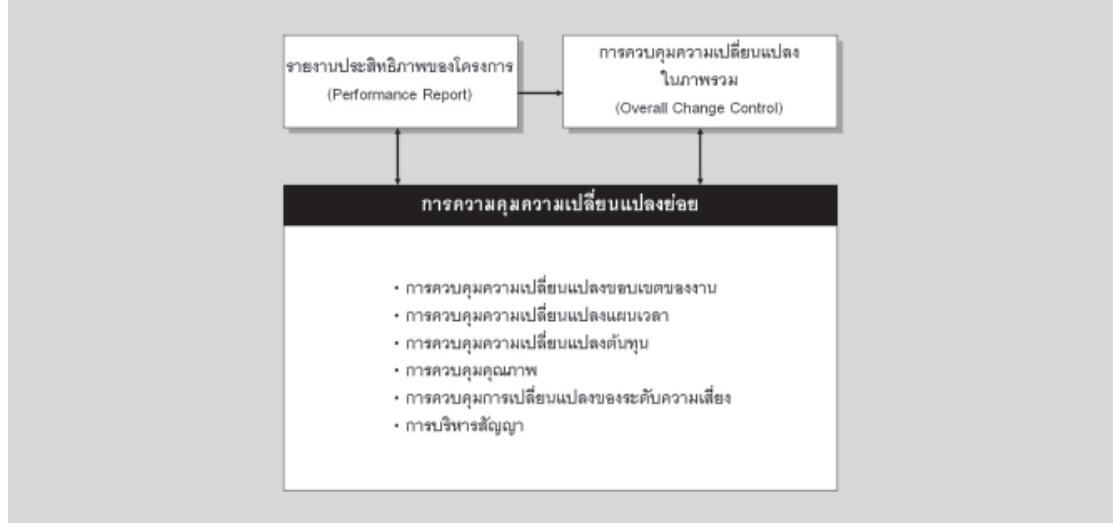 รายงานประสิทธิภาพของโครงการ
(Performance Report)
การควบคุมความเปลี่ยนแปลง
ในภาพรวม
(Overall Change Control)
การความคุมความเปลี่ยนแปลงย่อย
• การควบคุมความเปลี่ยนแปลงขอบเขตของงาน
• การควบคุมความเปลี่ยนแปลงแผนเวลา
• การควบคุมความเปลี่ยนแปลงต้นทุน
• การควบคุมคุณภาพ
• การควบคุมการเปลี่ยนแปลงของระดับความเสี่ยง
• การบริหารสัญญา